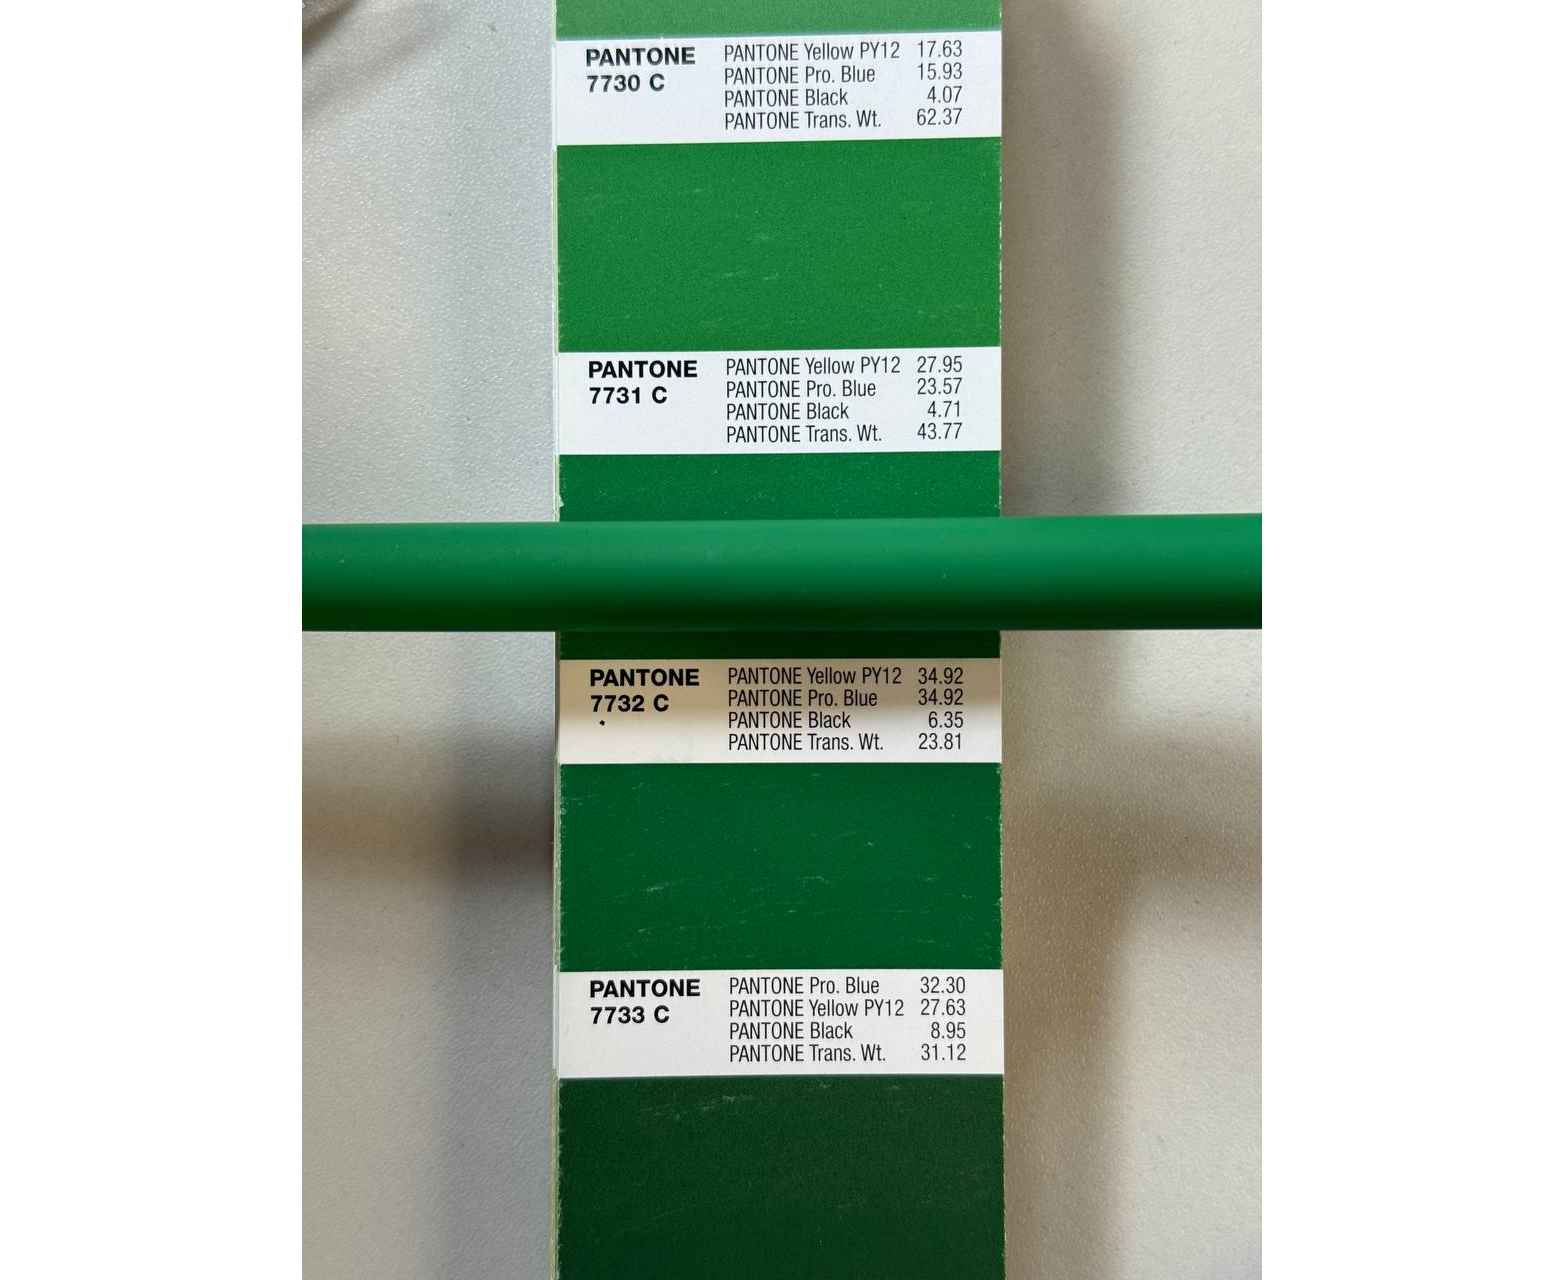 PANTONE
7730 C
PANTONE Yellow PY12 17.63
PANTONE Pro. Blue 15.93
PANTONE Black 4.07
PANTONE Trans. Wt. 62.37
PANTONE
7731 C
PANTONE Yellow PY12 27.95
PANTONE Pro. Blue 23.57
PANTONE Black 4.71
PANTONE Trans. Wt. 43.77
PANTONE
7732 C
PANTONE Yellow PY12 34.92
PANTONE Pro. Blue 34.92
PANTONE Black 6.35
PANTONE Trans. Wt. 23.81
PANTONE
7733 C
PANTONE Pro. Blue 32.30
PANTONE Yellow PY12 27.63
PANTONE Black 8.95
PANTONE Trans. Wt. 31.12